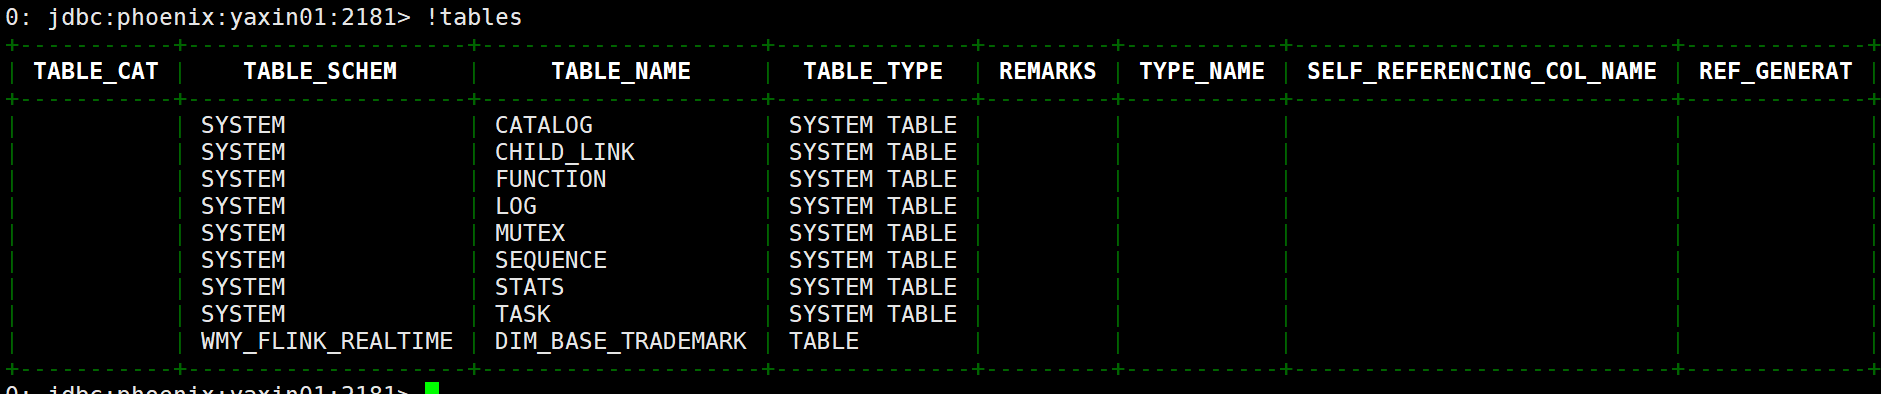 0: jdbc:phoenix:yaxin01:2181> !tables
+-----------+--------------------+--------------------+--------------+---------+-----------+---------------------------+-------------+
| TABLE_CAT | TABLE_SCHEM | TABLE_NAME | TABLE_TYPE | REMARKS | TYPE_NAME | SELF_REFERENCING_COL_NAME | REF_GENERAT |
+-----------+--------------------+--------------------+--------------+---------+-----------+---------------------------+-------------+
| | SYSTEM | CATALOG | SYSTEM TABLE | | | | |
| | SYSTEM | CHILD_LINK | SYSTEM TABLE | | | | |
| | SYSTEM | FUNCTION | SYSTEM TABLE | | | | |
| | SYSTEM | LOG | SYSTEM TABLE | | | | |
| | SYSTEM | MUTEX | SYSTEM TABLE | | | | |
| | SYSTEM | SEQUENCE | SYSTEM TABLE | | | | |
| | SYSTEM | STATS | SYSTEM TABLE | | | | |
| | SYSTEM | TASK | SYSTEM TABLE | | | | |
| | WMY_FLINK_REALTIME | DIM_BASE_TRADEMARK | TABLE | | | | |
+-----------+--------------------+--------------------+--------------+---------+-----------+---------------------------+-------------+
0: jdbc:phoenix:yaxin01:2181>